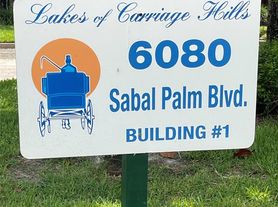 Lakes of Carriage Hills
6080
Sabal Palm Blvd.
BUILDING #1